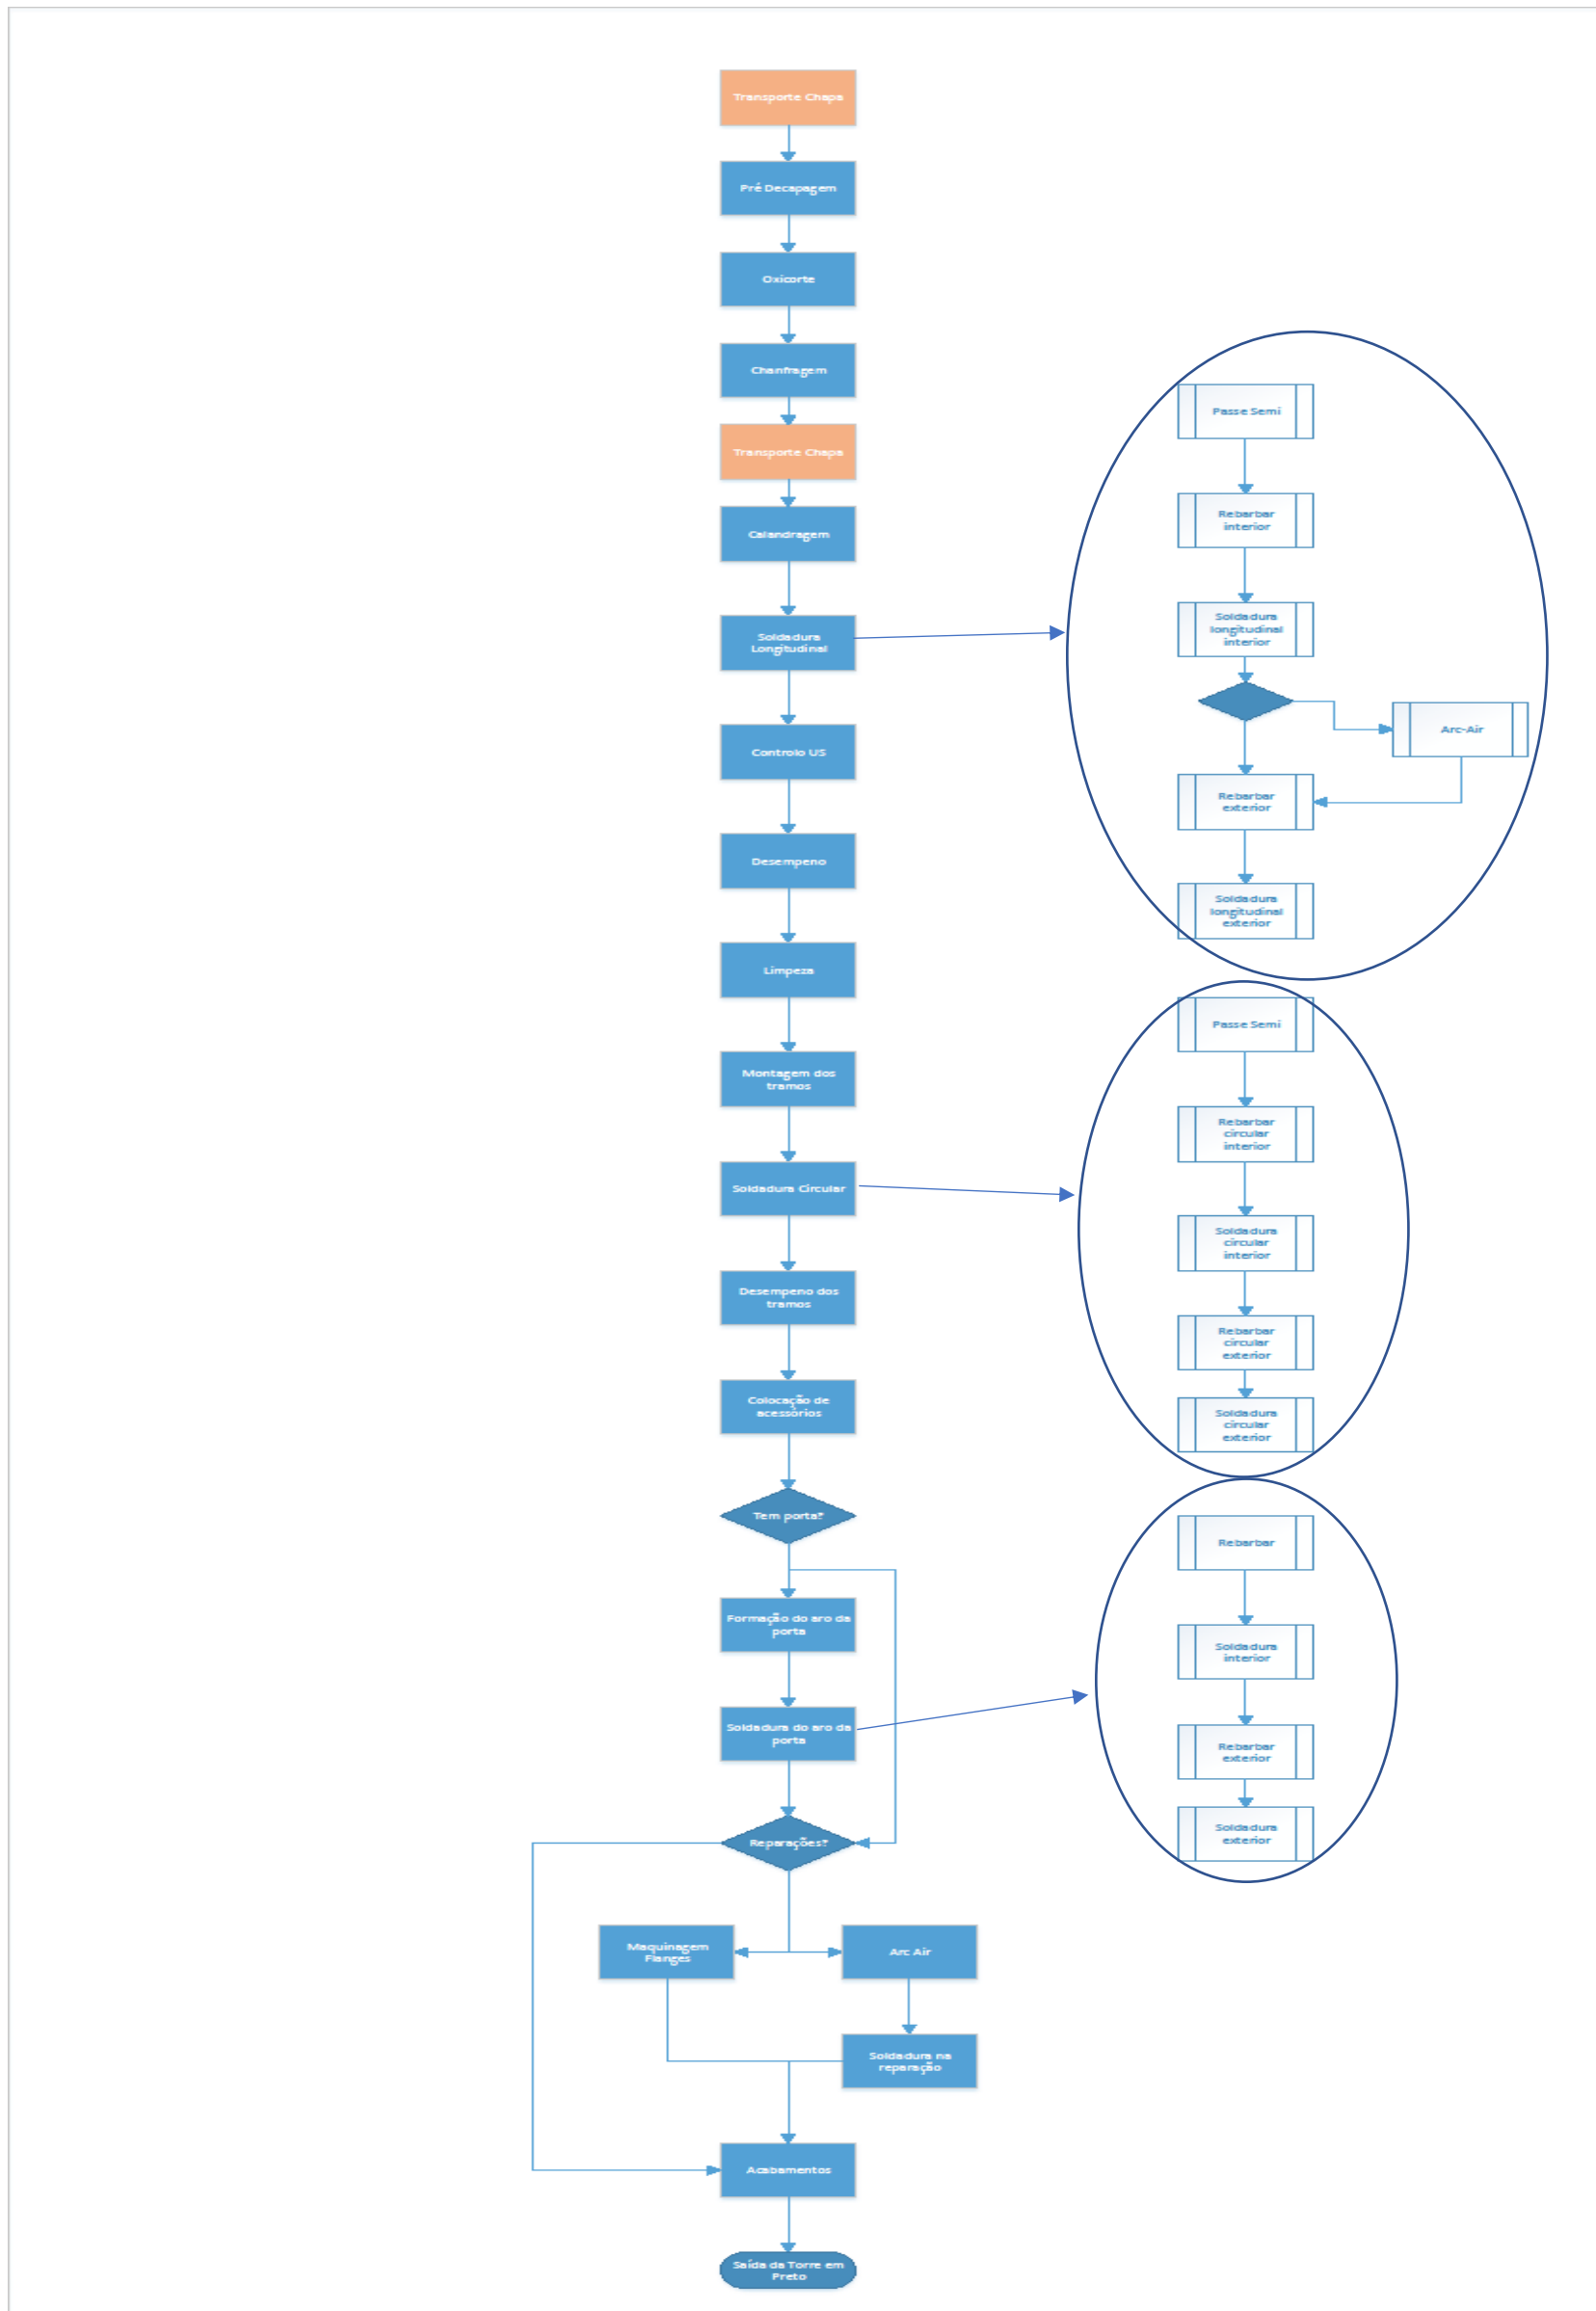 Transporte Chapa
Pré Decapagem
Oxicorte
Chanfragem
Transporte Chapa
Calandragem
Soldadura
Longitudinal
Controlo US
Desempeno
Limpeza
Montagem dos
tramos
Soldadura Circular
Desempeno dos
tramos
Colocação de
acessórios
Tem porta?
Formação do aro da
porta
Soldadura do aro da
porta
Reparações?
Maquinagem
Flanges
Arc Air
Soldadura na
reparação
Acabamentos
Saída da Torre em
Preto
Passe Semi
Rebarbar
interior
Soldadura
longitudinal
interior
Arc-Air
Rebarbar
exterior
Soldadura
longitudinal
exterior
Passe Semi
Rebarbar
circular
interior
Soldadura
circular
interior
Rebarbar
circular
exterior
Soldadura
circular
exterior
Rebarbar
Soldadura
interior
Rebarbar
exterior
Soldadura
exterior